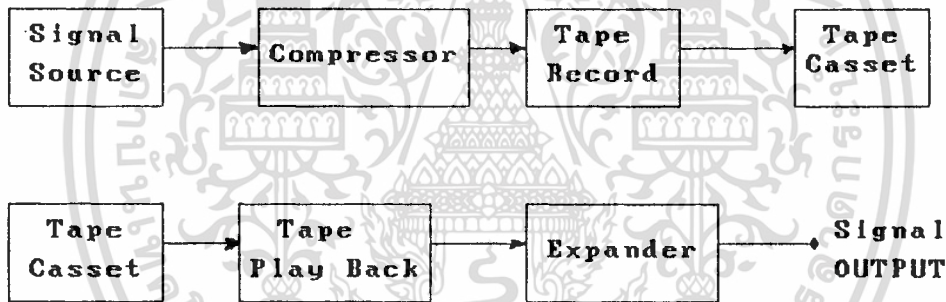 Signal
Source
Compressor
Tape
Record
Tape
Casset
Tape
Casset
Tape
Play Back
Expander
Signal
OUTPUT